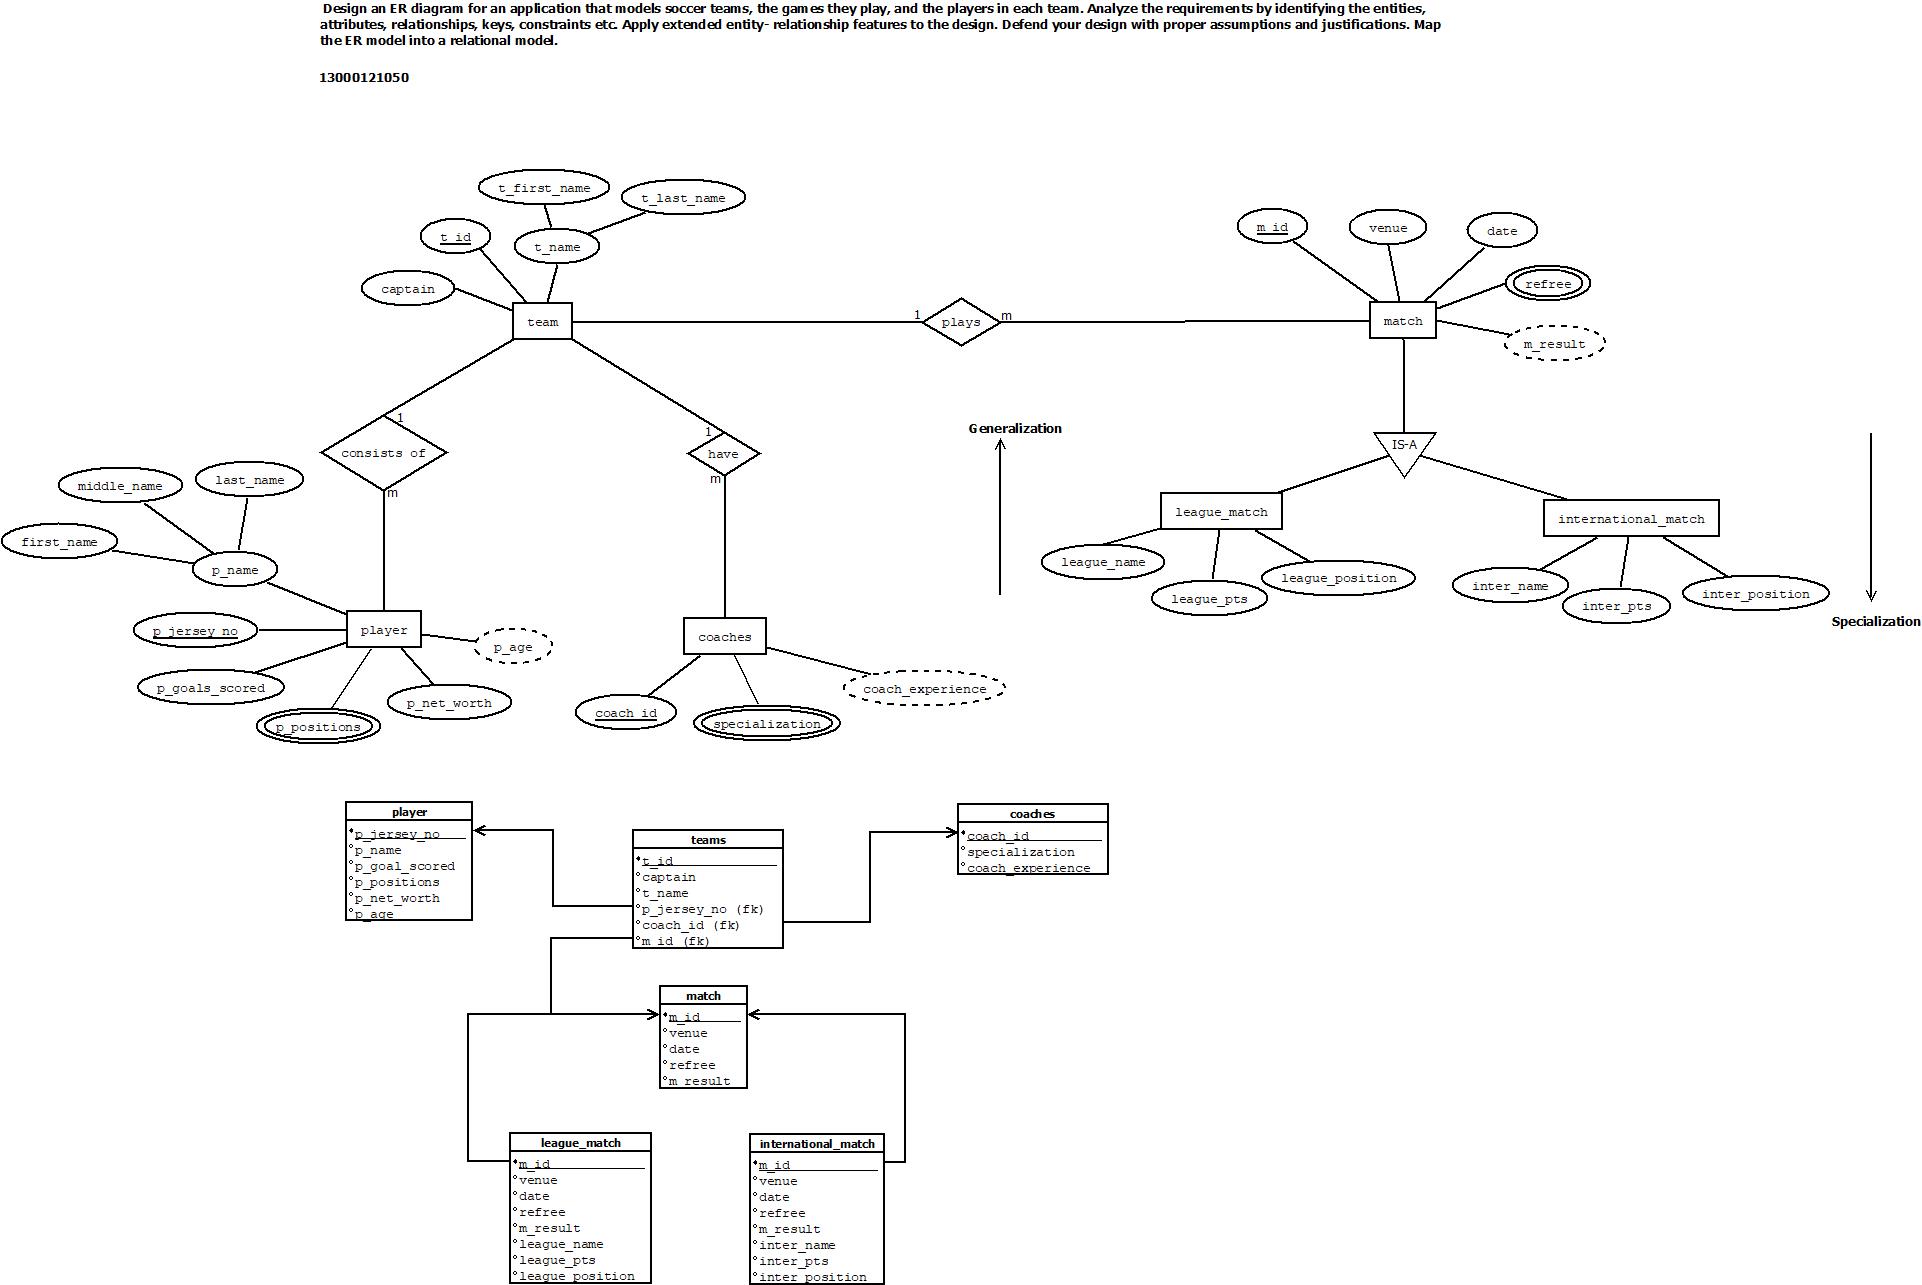 Design an ER diagram for an application that models soccer teams, the games they play, and the players in each team. Analyze the requirements by identifying the entities,
attributes, relationships, keys, constraints etc. Apply extended entity- relationship features to the design. Defend your design with proper assumptions and justifications. Map
the ER model into a relational model.
13000121050
t_first_name
t_last_name
t_id
t_name
captain
team
1
plays
m
m_id
venue
date
refree
match
m_result
1
consists of
m
1
have
m
Generalization
IS-A
middle_name
last_name
first_name
p_name
p_jersey_no
player
p_age
p_goals_scored
p_net_worth
p_positions
coaches
coach_id
specialization
coach_experience
league_match
league_name
league_pts
league_position
international_match
inter_name
inter_pts
inter_position
Specialization
player
p_jersey_no
p_name
p_goal_scored
p_positions
p_net_worth
p_age
teams
t_id
captain
t_name
p_jersey_no (fk)
coach_id (fk)
m_id (fk)
coaches
coach_id
specialization
coach_experience
match
m_id
venue
date
refree
m_result
league_match
m_id
venue
date
refree
m_result
league_name
league_pts
league_position
international_match
m_id
venue
date
refree
m_result
inter_name
inter_pts
inter_position